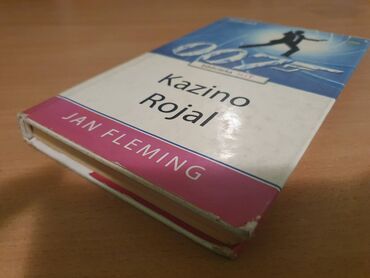 007
Kazino
Rojal
JAN FLEMING